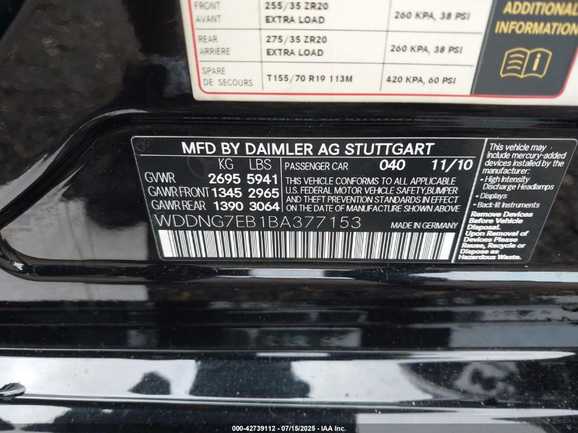 FRONT
AVANT
255/35 ZR20
EXTRA LOAD
260 KPA, 38 PSI
REAR
ARRIÈRE
275/35 ZR20
EXTRA LOAD
260 KPA, 38 PSI
SPARE
DE SECOURS
T155/70 R19 113M
420 KPA, 60 PSI
ADDITIONAL
INFORMATION
MFD BY DAIMLER AG STUTTGART
KG LBS
GVWR 2695 5941
GAWR FRONT 1345 2965
GAWR REAR 1390 3064
PASSENGER CAR 040 11/10
THIS VEHICLE CONFORMS TO ALL APPLICABLE
U.S. FEDERAL MOTOR VEHICLE SAFETY, BUMPER,
AND THEFT PREVENTION STANDARDS IN EFFECT
ON THE DATE OF MANUFACTURE SHOWN ABOVE.
WDDNG7EB1BA377153
MADE IN GERMANY
This vehicle may
include mercury-added
devices installed by
the manufacturer:
- High Intensity
Discharge Headlamps
- Displays
- Back-lit Instruments
Remove Devices
Before Vehicle
Disposal.
Upon Removal of
Devices Please
Reuse, Recycle or
Dispose as
Hazardous Waste.
000-42739112 - 07/15/2025 - IAA Inc.